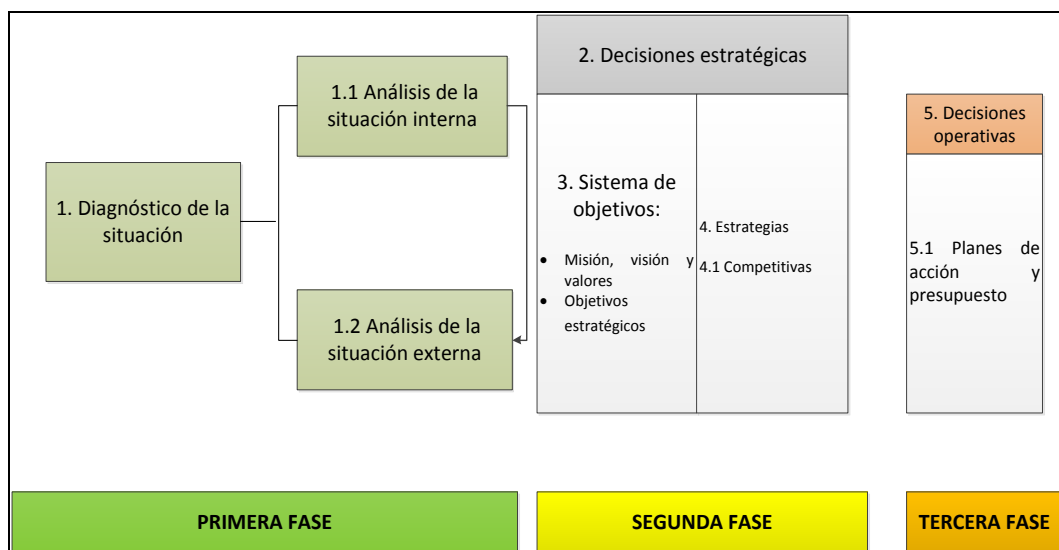 1. Diagnóstico de la
situación
1.1 Análisis de la
situación interna
1.2 Análisis de la
situación externa
2. Decisiones estratégicas
3. Sistema de
objetivos:
• Misión, visión y
valores
• Objetivos
estratégicos
4. Estrategias
4.1 Competitivas
5. Decisiones
operativas
5.1 Planes de
acción y
presupuesto
PRIMERA FASE
SEGUNDA FASE
TERCERA FASE